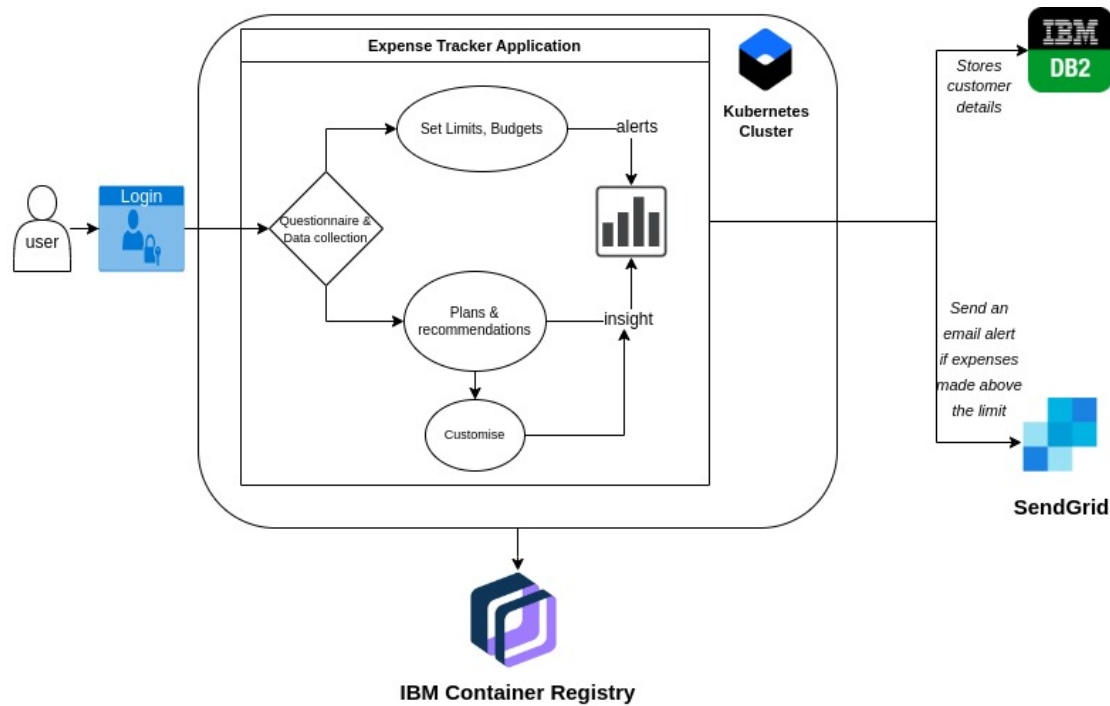 Expense Tracker Application
IBM
DB2
Stores
customer
details
Kubernetes
Cluster
Set Limits, Budgets
alerts
Login
user
Questionnaire &
Data collection
Plans &
recommendations
insight
Customise
Send an
email alert
if expenses
made above
the limit
SendGrid
IBM Container Registry